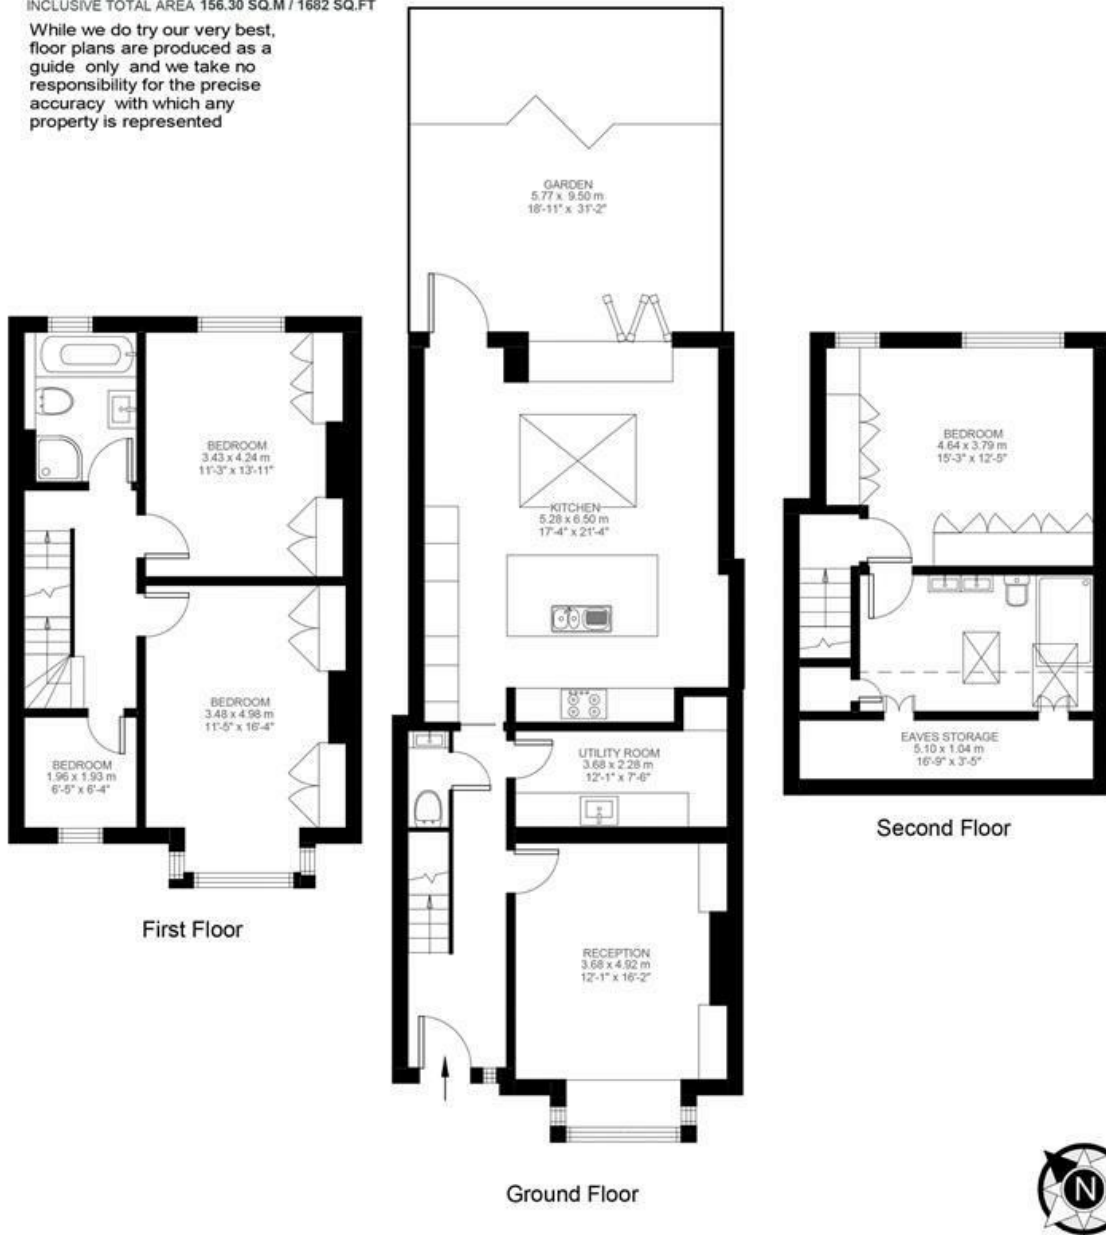 INCLUSIVE TOTAL AREA 156.30 SQ.M / 1682 SQ.FT
While we do try our very best,
floor plans are produced as a
guide only and we take no
responsibility for the precise
accuracy with which any
property is represented
GARDEN
5.77 x 9.50 m
18'-11" x 31'-2"
BEDROOM
3.43 x 4.24 m
11'-3" x 13'-11"
BEDROOM
3.48 x 4.98 m
11'-5" x 16'-4"
BEDROOM
1.96 x 1.93 m
6'-5" x 6'-4"
First Floor
KITCHEN
5.28 x 6.50 m
17'-4" x 21'-4"
UTILITY ROOM
3.68 x 2.28 m
12'-1" x 7'-6"
RECEPTION
3.68 x 4.92 m
12'-1" x 16'-2"
Ground Floor
BEDROOM
4.64 x 3.79 m
15'-3" x 12'-5"
EAVES STORAGE
5.10 x 1.04 m
16'-9" x 3'-5"
Second Floor
N